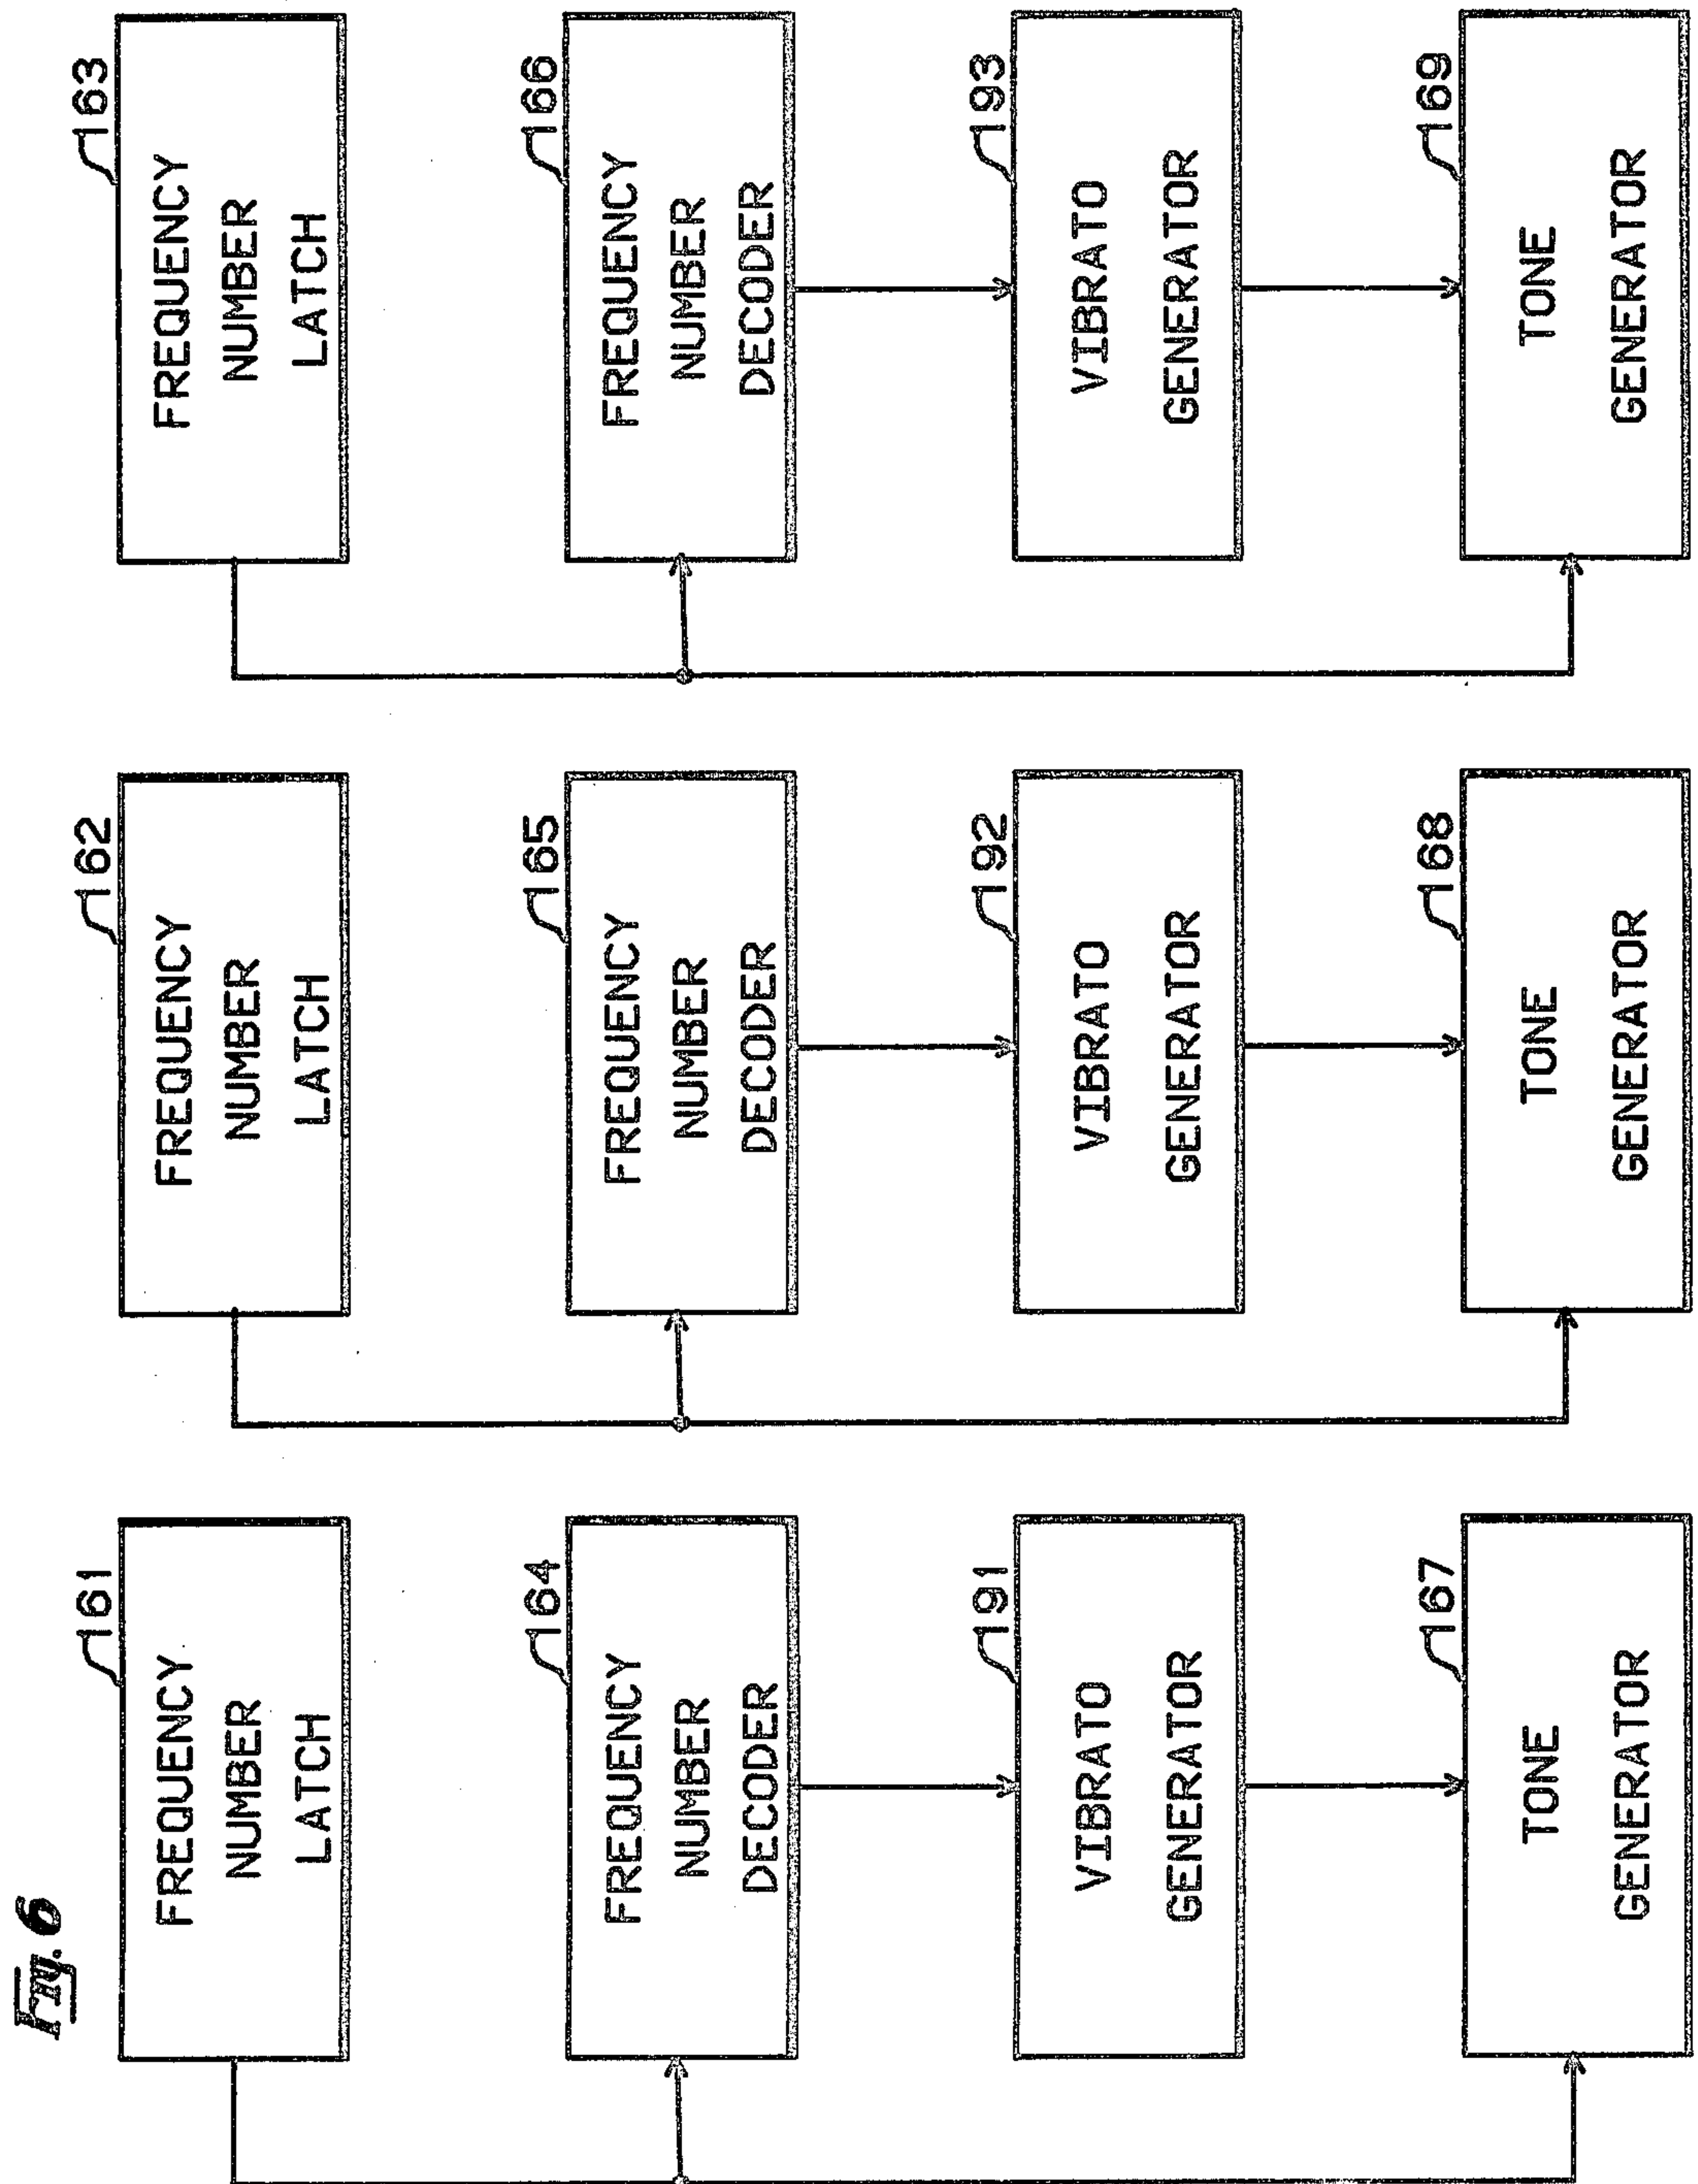 Fig. 6
161
FREQUENCY
NUMBER
LATCH
162
FREQUENCY
NUMBER
LATCH
163
FREQUENCY
NUMBER
LATCH
164
FREQUENCY
NUMBER
DECODER
165
FREQUENCY
NUMBER
DECODER
166
FREQUENCY
NUMBER
DECODER
191
VIBRATO
GENERATOR
192
VIBRATO
GENERATOR
193
VIBRATO
GENERATOR
167
TONE
GENERATOR
168
TONE
GENERATOR
169
TONE
GENERATOR